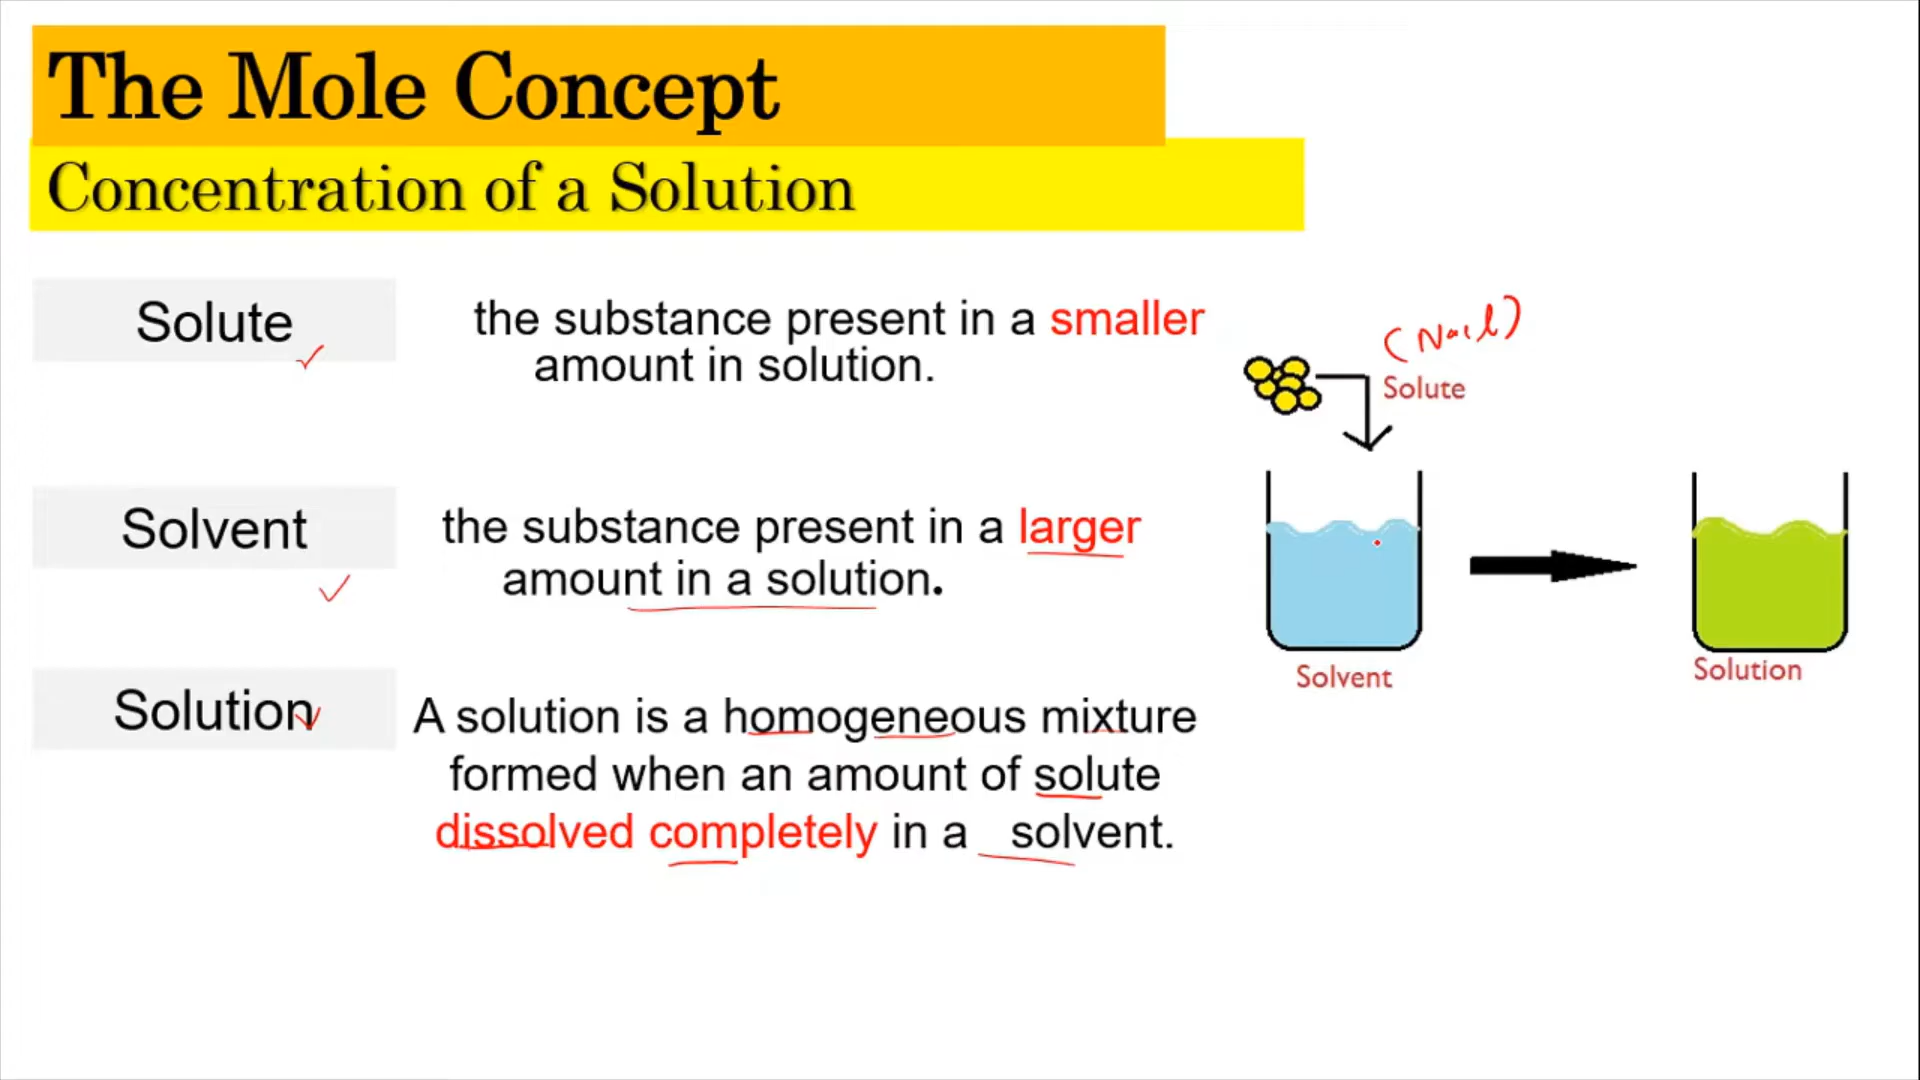 The Mole Concept
Concentration of a Solution
Solute
the substance present in a smaller
amount in solution.
Solvent
the substance present in a larger
amount in a solution.
Solution
A solution is a homogeneous mixture
formed when an amount of solute
dissolved completely in a solvent.
(NaCl)
Solute
Solvent
Solution